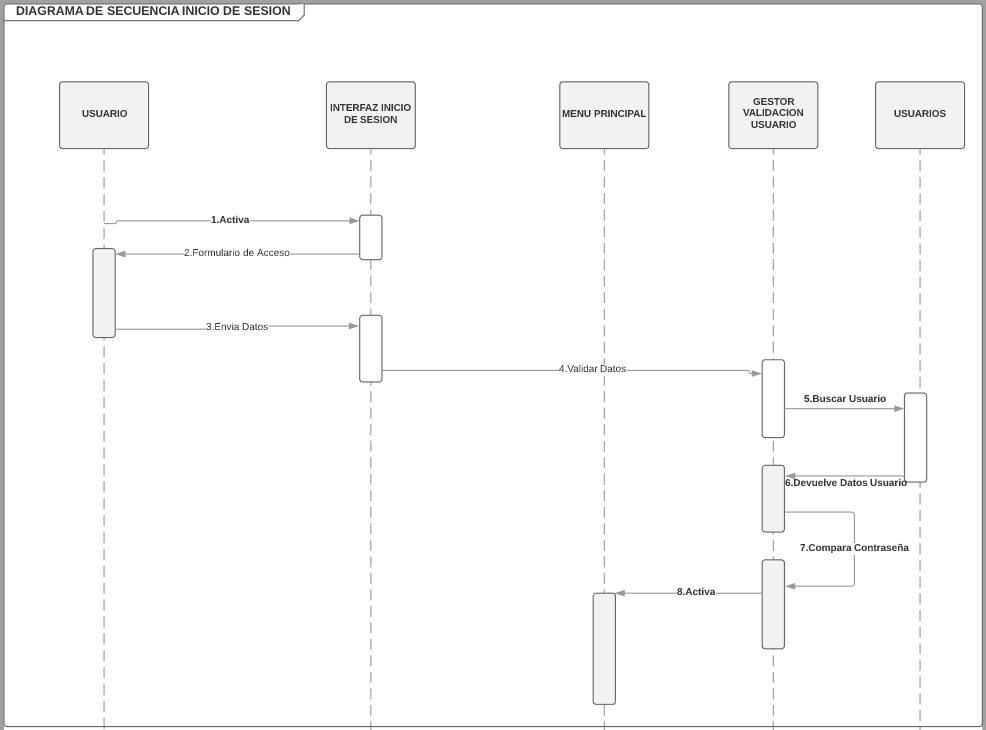 DIAGRAMA DE SECUENCIA INICIO DE SESION
USUARIO
INTERFAZ INICIO
DE SESION
MENU PRINCIPAL
GESTOR
VALIDACION
USUARIO
USUARIOS
1.Activa
2.Formulario de Acceso
3.Envia Datos
4.Validar Datos
5.Buscar Usuario
6.Devuelve Datos Usuario
7.Compara Contraseña
8.Activa